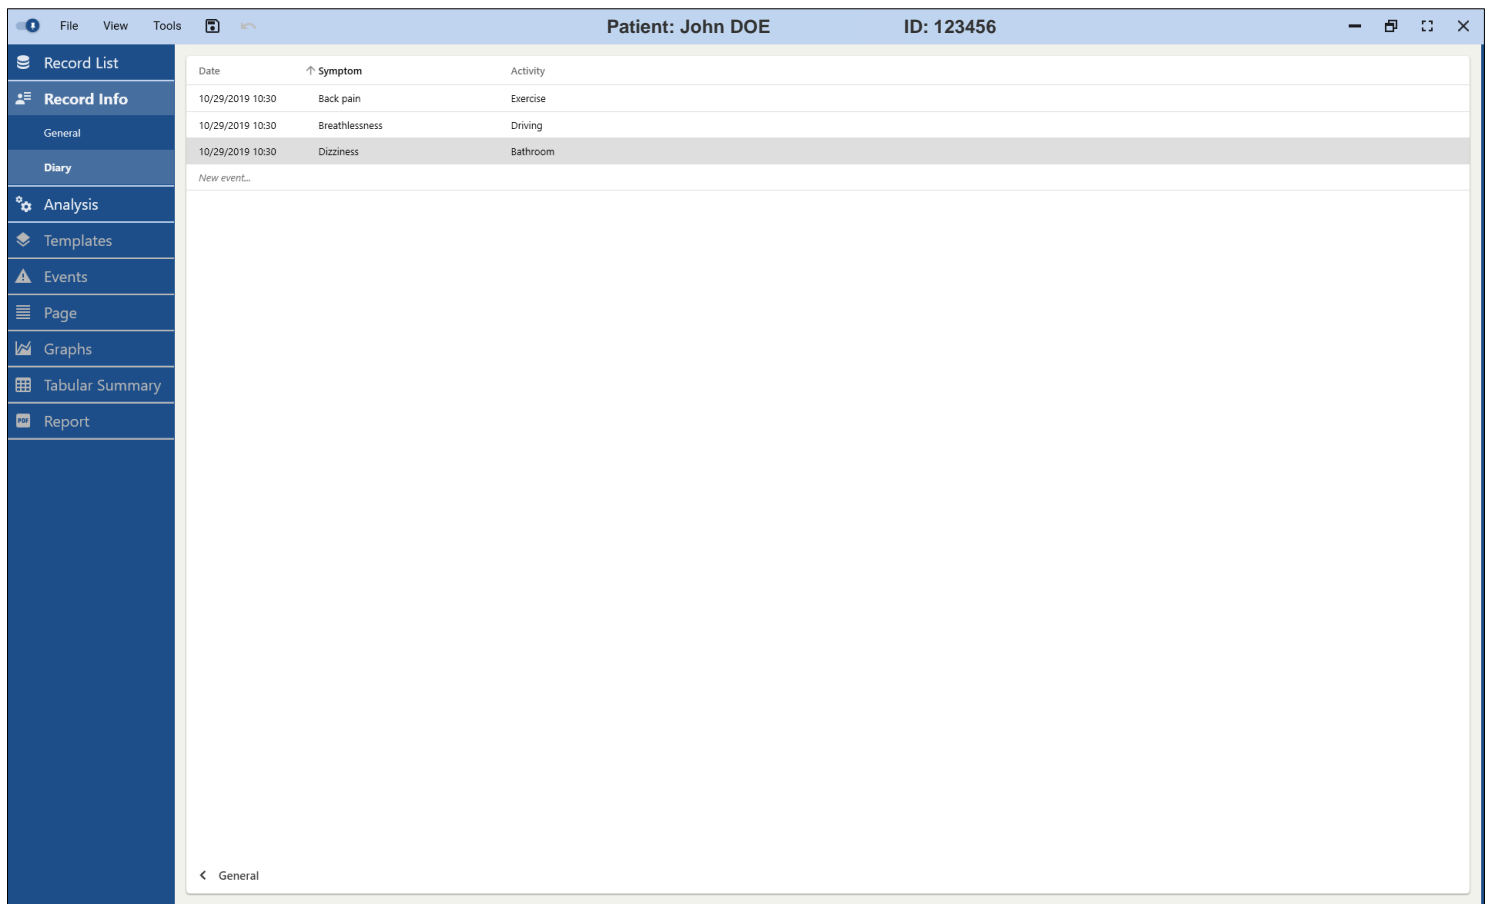 File View Tools Patient: John DOE ID: 123456
Record List
Record Info
General
Diary
Analysis
Templates
Events
Page
Graphs
Tabular Summary
PDF Report
Date Symptom Activity
10/29/2019 10:30 Back pain Exercise
10/29/2019 10:30 Breathlessness Driving
10/29/2019 10:30 Dizziness Bathroom
New event...
General